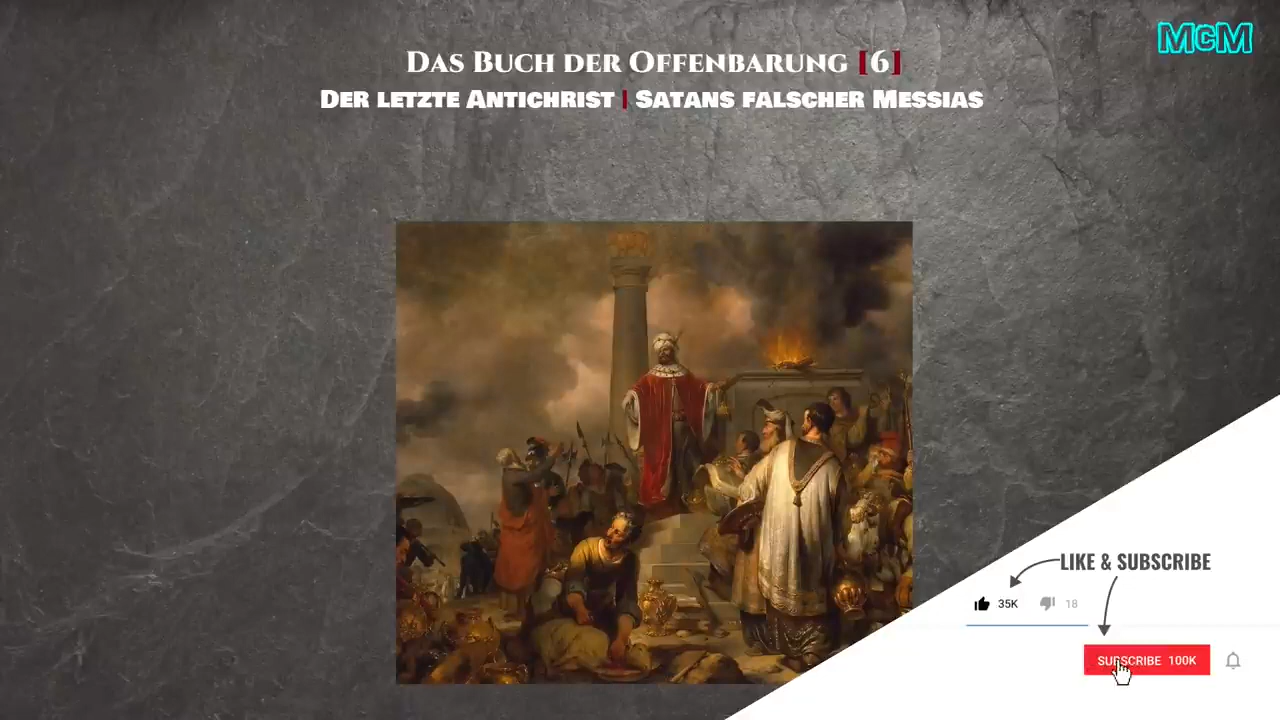 McM
Das Buch der Offenbarung [6]
Der letzte Antichrist | Satans falscher Messias
LIKE & SUBSCRIBE
35K 18
SUBSCRIBE 100K